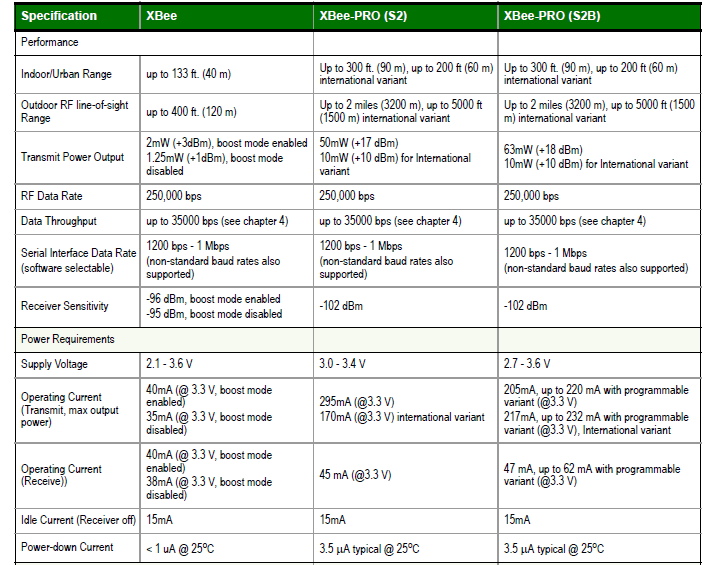 Specification XBee XBee-PRO (S2) XBee-PRO (S2B)
Performance
Indoor/Urban Range
up to 133 ft. (40 m)
Up to 300 ft. (90 m), up to 200 ft (60 m)
international variant
Up to 300 ft. (90 m), up to 200 ft (60 m)
international variant
Outdoor RF line-of-sight
Range
up to 400 ft. (120 m)
Up to 2 miles (3200 m), up to 5000 ft
(1500 m) international variant
Up to 2 miles (3200 m), up to 5000 ft (1500
m) international variant
Transmit Power Output
2mW (+3dBm), boost mode enabled
1.25mW (+1dBm), boost mode
disabled
50mW (+17 dBm)
10mW (+10 dBm) for International
variant
63mW (+18 dBm)
10mW (+10 dBm) for International variant
RF Data Rate
250,000 bps
250,000 bps
250,000 bps
Data Throughput
up to 35000 bps (see chapter 4)
up to 35000 bps (see chapter 4)
up to 35000 bps (see chapter 4)
Serial Interface Data Rate
(software selectable)
1200 bps - 1 Mbps
(non-standard baud rates also
supported)
1200 bps - 1 Mbps
(non-standard baud rates also
supported)
1200 bps - 1 Mbps
(non-standard baud rates also supported)
Receiver Sensitivity
-96 dBm, boost mode enabled
-95 dBm, boost mode disabled
-102 dBm
-102 dBm
Power Requirements
Supply Voltage
2.1 - 3.6 V
3.0 - 3.4 V
2.7 - 3.6 V
Operating Current
(Transmit, max output
power)
40mA (@ 3.3 V, boost mode
enabled)
35mA (@ 3.3 V, boost mode
disabled)
295mA (@3.3 V)
170mA (@3.3 V) international variant
205mA, up to 220 mA with programmable
variant (@3.3 V)
217mA, up to 232 mA with programmable
variant (@3.3 V), International variant
Operating Current
(Receive))
40mA (@ 3.3 V, boost mode
enabled)
38mA (@ 3.3 V, boost mode
disabled)
45 mA (@3.3 V)
47 mA, up to 62 mA with programmable
variant (@3.3 V)
Idle Current (Receiver off)
15mA
15mA
15mA
Power-down Current
< 1 uA @ 25ºC
3.5 µA typical @ 25ºC
3.5 µA typical @ 25ºC